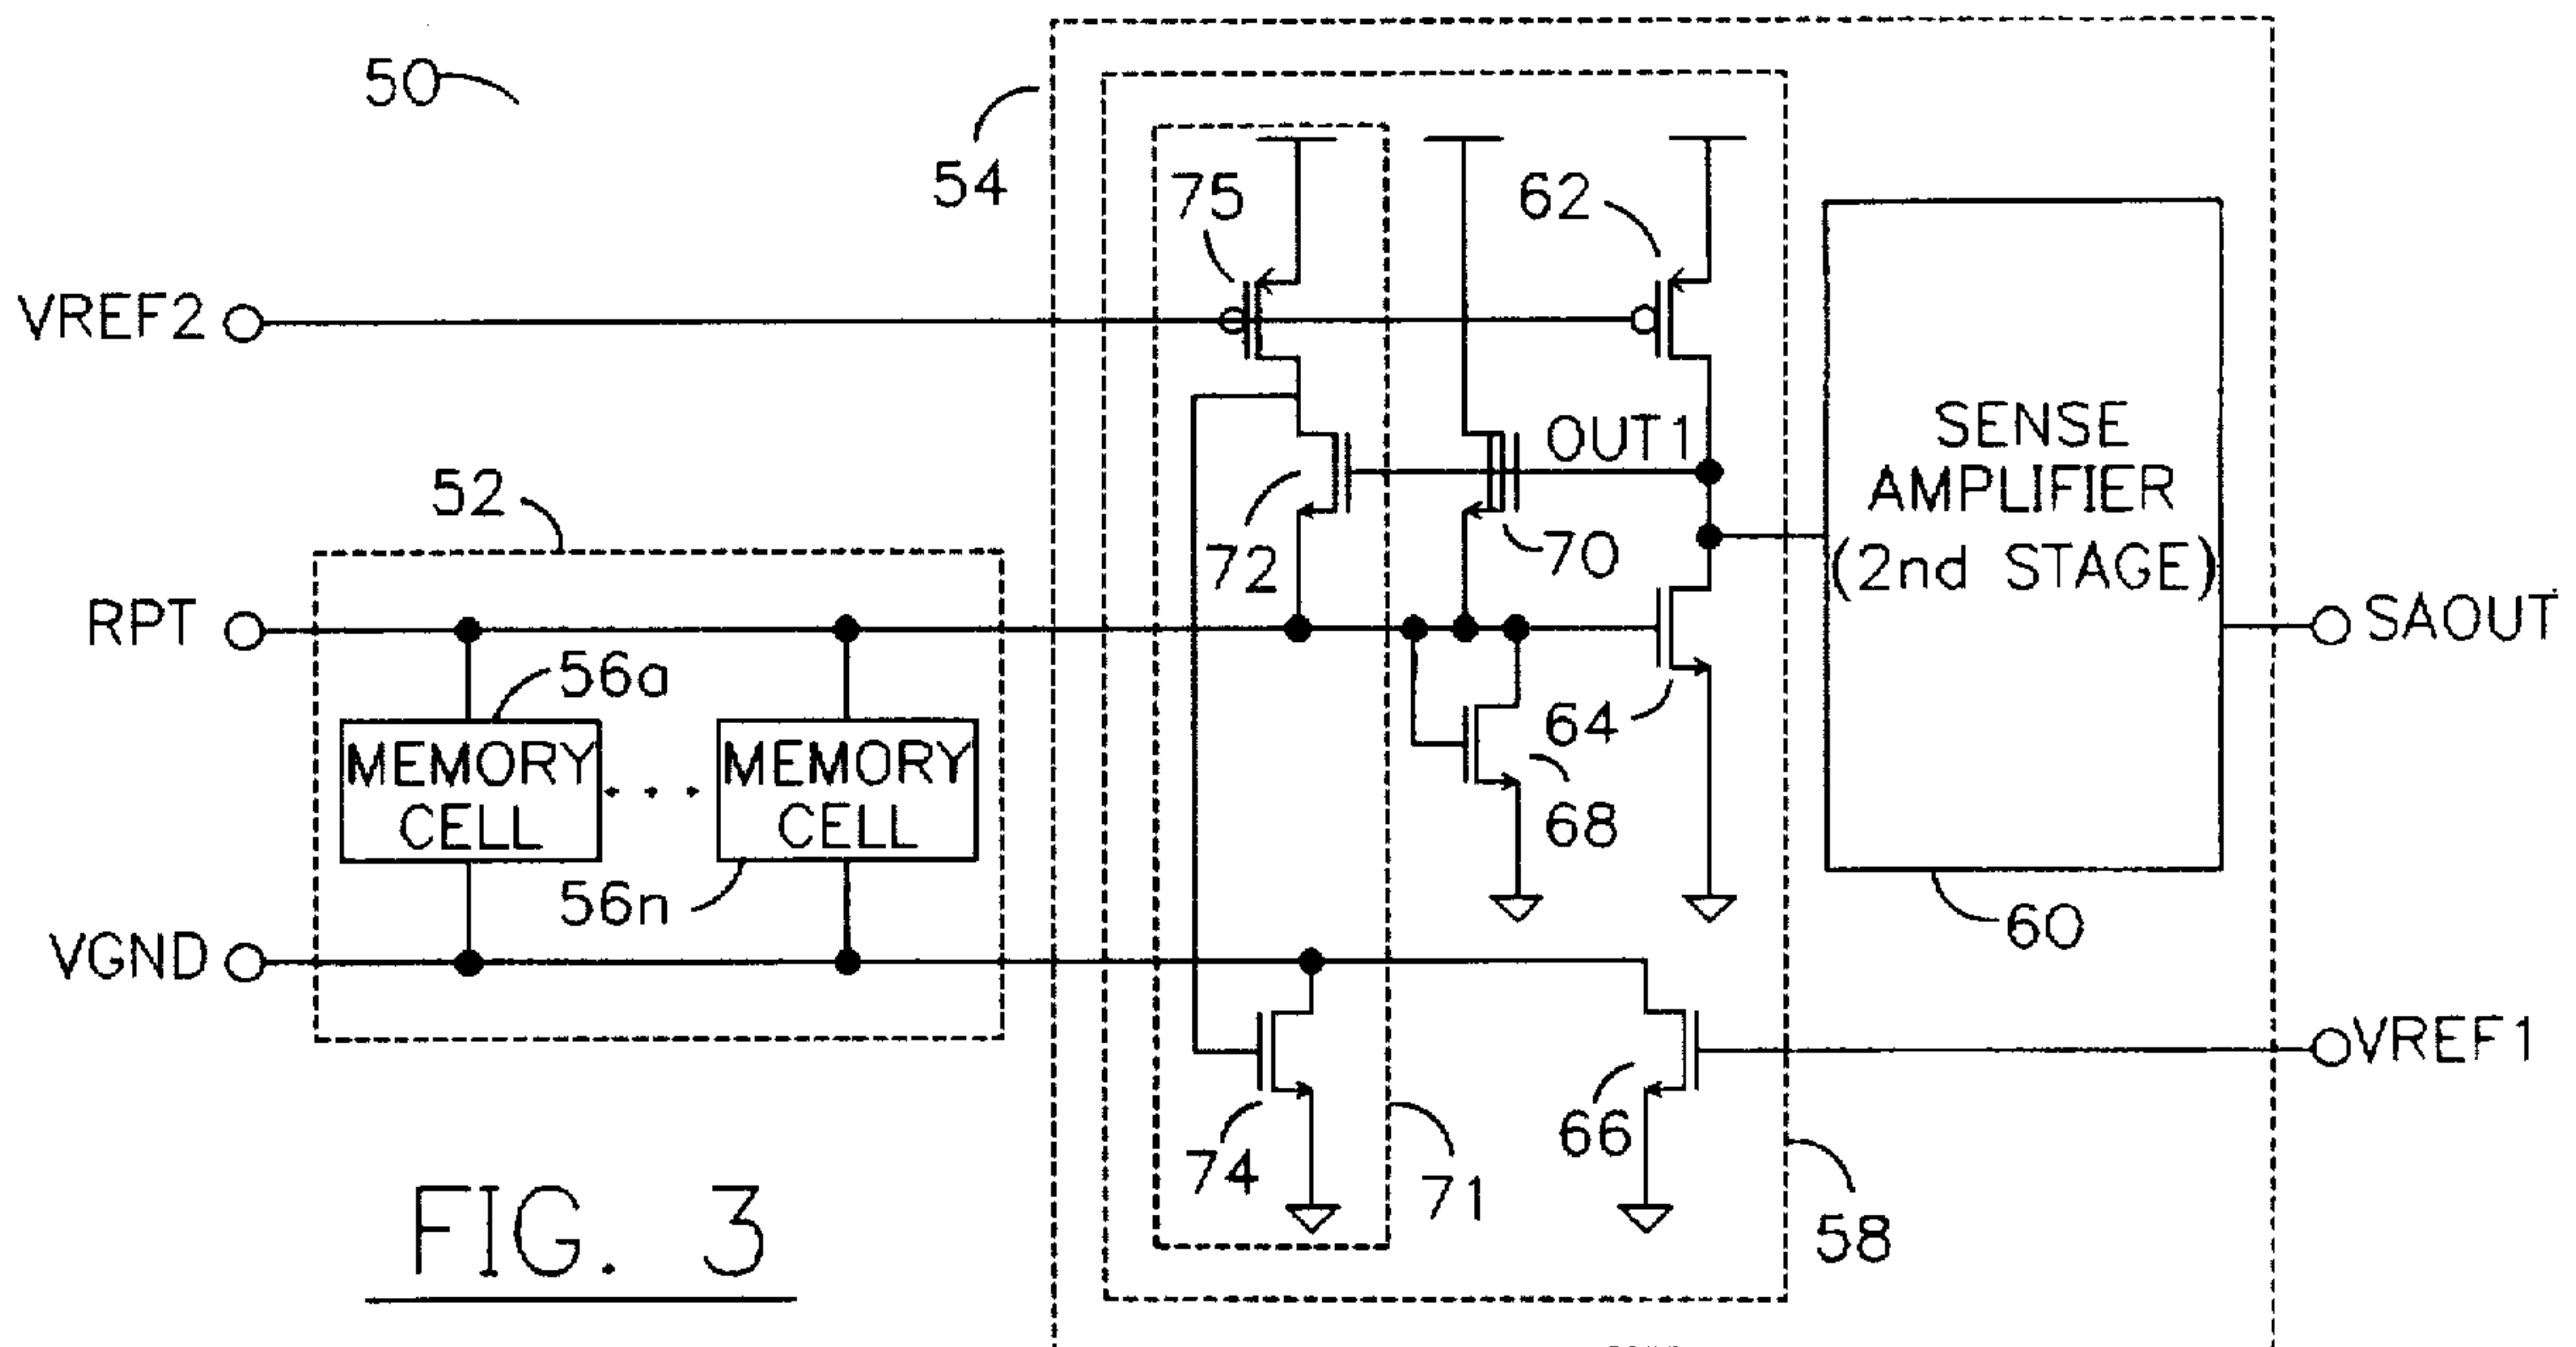 50
54
75
62
VREF2
OUT1
SENSE
AMPLIFIER
(2nd STAGE)
52
72
70
RPT
SAOUT
56a
64
MEMORY
CELL
. . .
MEMORY
CELL
68
56n
60
VGND
VREF1
66
74
71
58
FIG. 3